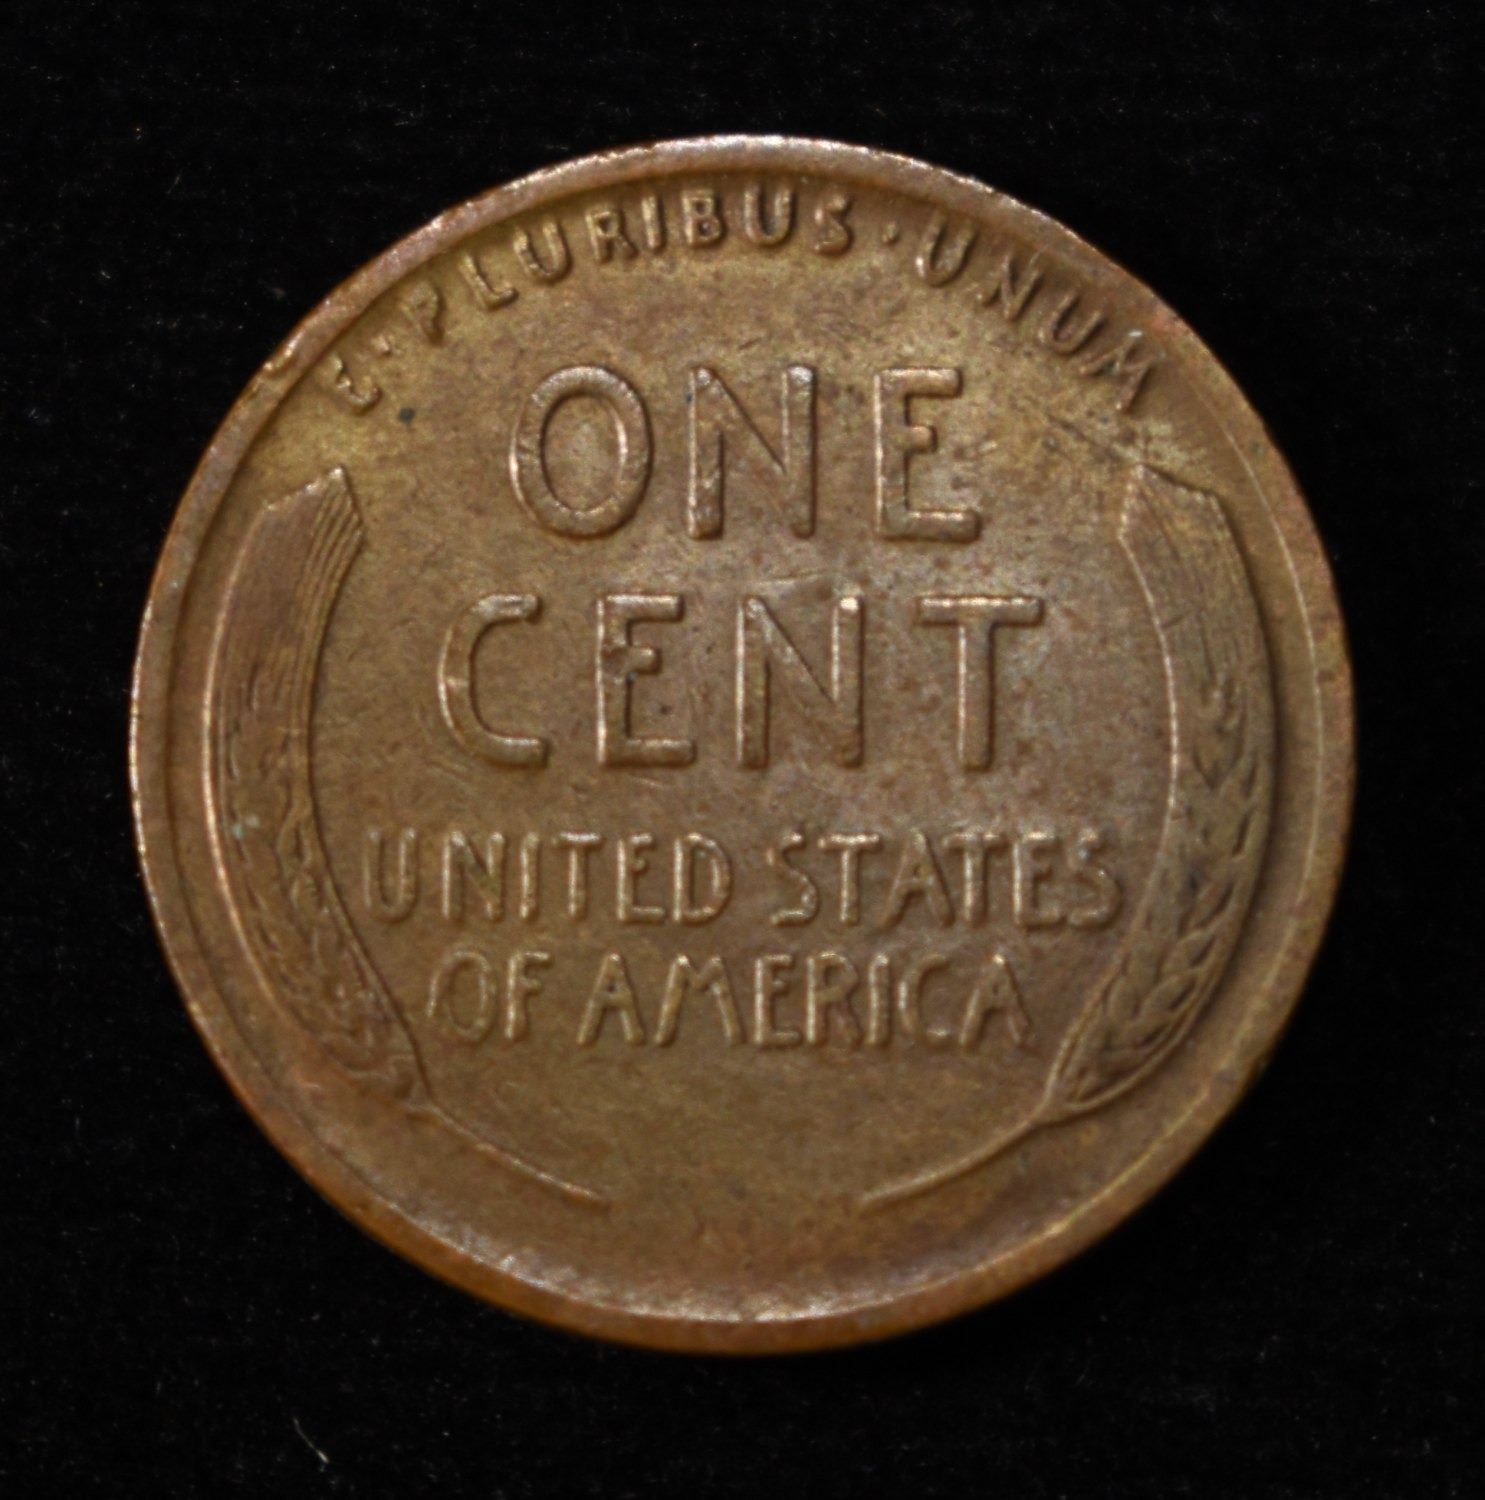 E·PLURIBUS·UNUM
ONE
CENT
UNITED STATES
OF AMERICA